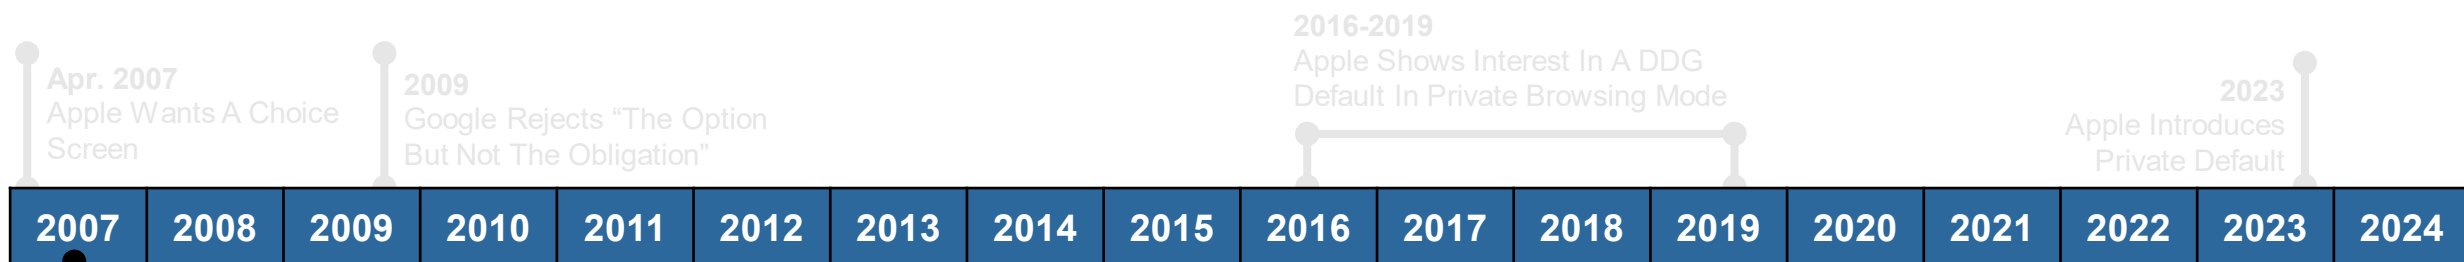 2016-2019
Apple Shows Interest In A DDG
Default In Private Browsing Mode
Apr. 2007
Apple Wants A Choice
Screen
2009
Google Rejects “The Option
But Not The Obligation”
2023
Apple Introduces
Private Default
2007 2008 2009 2010 2011 2012 2013 2014 2015 2016 2017 2018 2019 2020 2021 2022 2023 2024